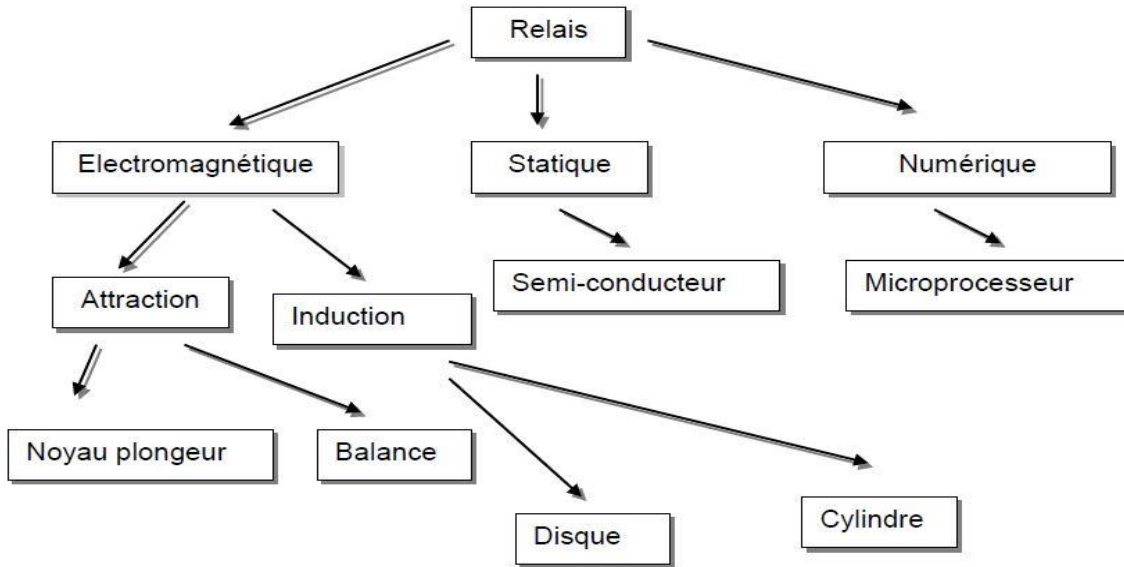 Relais
Electromagnétique
Statique
Numérique
Attraction
Induction
Semi-conducteur
Microprocesseur
Noyau plongeur
Balance
Disque
Cylindre